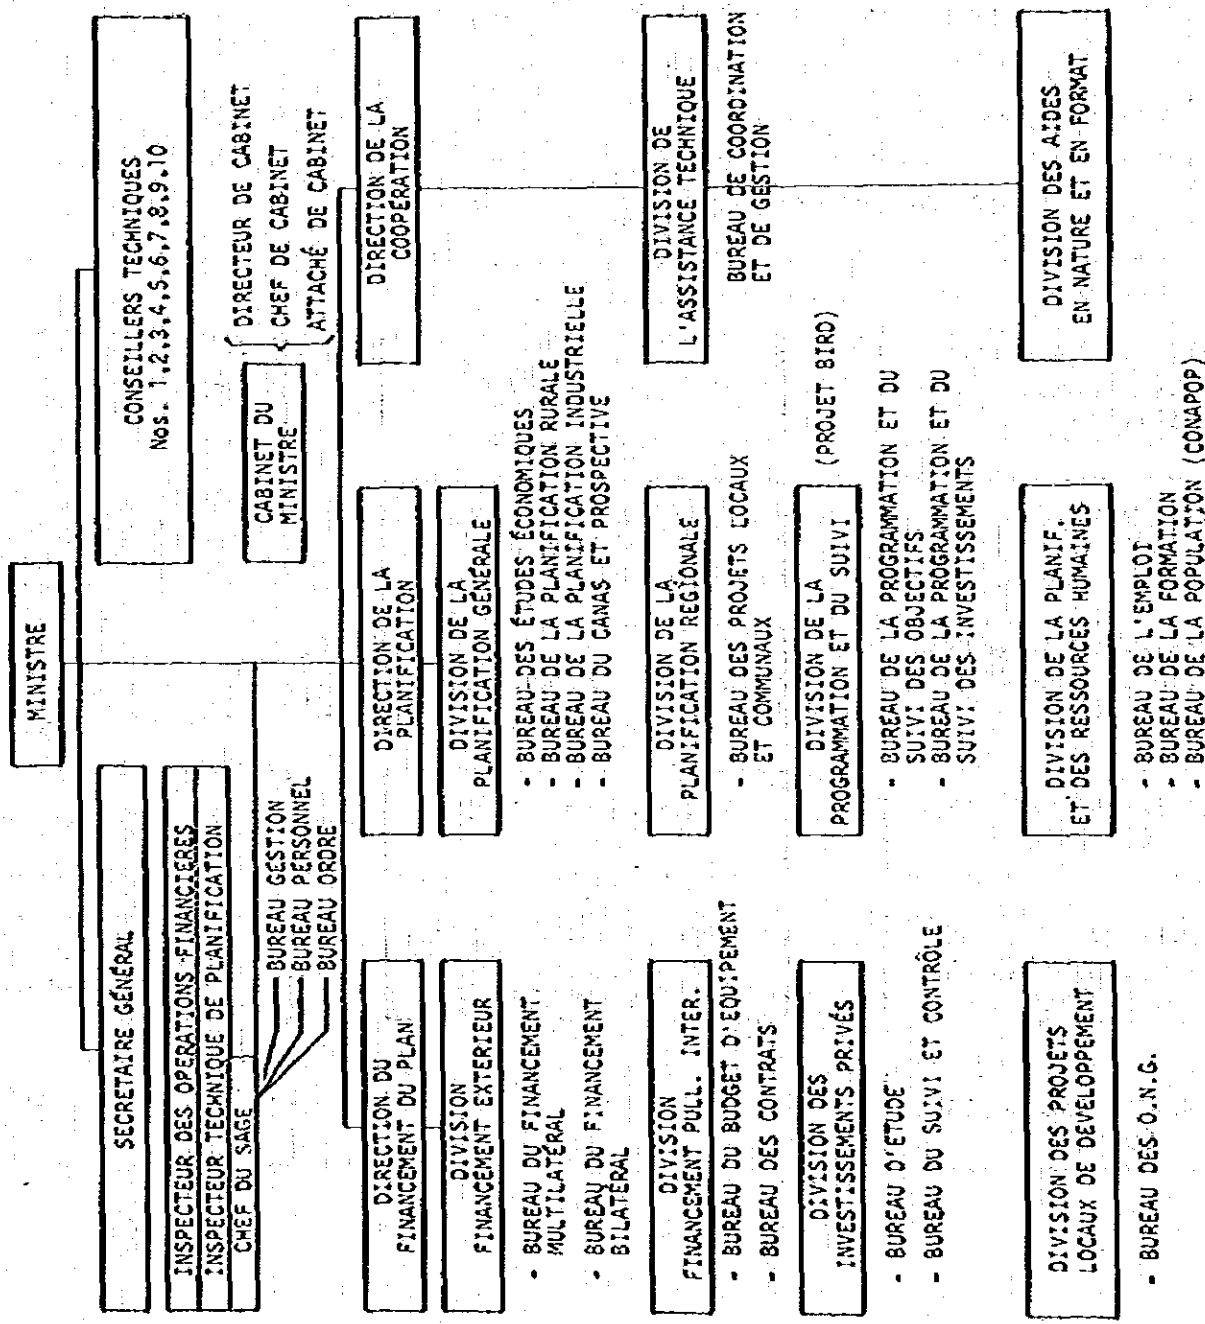 MINISTRE
SECRETAIRE GÉNÉRAL
INSPECTEUR DES OPERATIONS FINANCIERES
INSPECTEUR TECHNIQUE DE PLANIFICATION
CHEF DU SAGE
BUREAU GESTION
BUREAU PERSONNEL
BUREAU ORDRE
CONSEILLERS TECHNIQUES
Nos. 1,2,3,4,5,6,7,8,9,10
CABINET DU
MINISTRE
DIRECTEUR DE CABINET
CHEF DE CABINET
ATTACHÉ DE CABINET
DIRECTION DU
FINANCEMENT DU PLAN
DIVISION
FINANCEMENT EXTERIEUR
- BUREAU DU FINANCEMENT
MULTILATÉRAL
- BUREAU DU FINANCEMENT
BILATÉRAL
DIVISION
FINANCEMENT PULL. INTER.
- BUREAU DU BUDGET D'EQUIPEMENT
- BUREAU DES CONTRATS
DIVISION DES
INVESTISSEMENTS PRIVÉS
- BUREAU D'ETUDE
- BUREAU DU SUIVI ET CONTRÔLE
DIVISION DES PROJETS
LOCAUX DE DEVELOPPEMENT
- BUREAU DES O.N.G.
DIRECTION DE LA
PLANIFICATION
DIVISION DE LA
PLANIFICATION GÉNÉRALE
- BUREAU DES ÉTUDES ÉCONOMIQUES
- BUREAU DE LA PLANIFICATION RURALE
- BUREAU DE LA PLANIFICATION INDUSTRIELLE
- BUREAU DU CANAS ET PROSPECTIVE
DIVISION DE LA
PLANIFICATION REGIONALE
- BUREAU DES PROJETS LOCAUX
ET COMMUNAUX
DIVISION DE LA
PROGRAMMATION ET DU SUIVI
(PROJET BIRD)
- BUREAU DE LA PROGRAMMATION ET DU
SUIVI DES OBJECTIFS
- BUREAU DE LA PROGRAMMATION ET DU
SUIVI DES INVESTISSEMENTS
DIVISION DE LA PLANIF.
ET DES RESSOURCES HUMAINES
- BUREAU DE L'EMPLOI
- BUREAU DE LA FORMATION
- BUREAU DE LA POPULATION (CONAPOP)
DIRECTION DE LA
COOPÉRATION
DIVISION DE
L'ASSISTANCE TECHNIQUE
BUREAU DE COORDINATION
ET DE GESTION
DIVISION DES AIDES
EN NATURE ET EN FORMAT